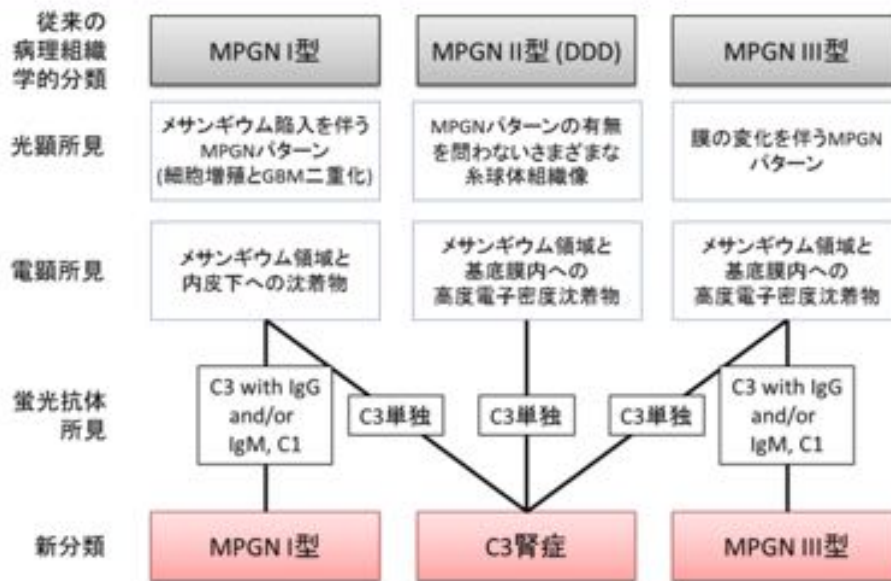 従来の
病理組織
学的分類
MPGN I型
MPGN II型 (DDD)
MPGN III型
光顕所見
メサンギウム陥入を伴う
MPGNパターン
(細胞増殖とGBM二重化)
MPGNパターンの有無
を問わないさまざまな
糸球体組織像
膜の変化を伴うMPGN
パターン
電顕所見
メサンギウム領域と
内皮下への沈着物
メサンギウム領域と
基底膜内への
高度電子密度沈着物
メサンギウム領域と
基底膜内への
高度電子密度沈着物
蛍光抗体
所見
C3 with IgG
and/or
IgM, C1
C3単独
C3単独
C3単独
C3 with IgG
and/or
IgM, C1
新分類
MPGN I型
C3腎症
MPGN III型